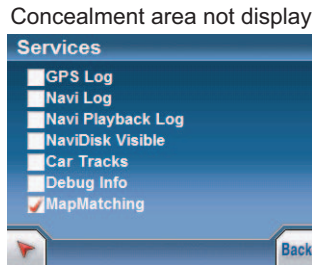 Concealment area not display
Services
GPS Log
Navi Log
Navi Playback Log
NaviDisk Visible
Car Tracks
Debug Info
MapMatching
Back